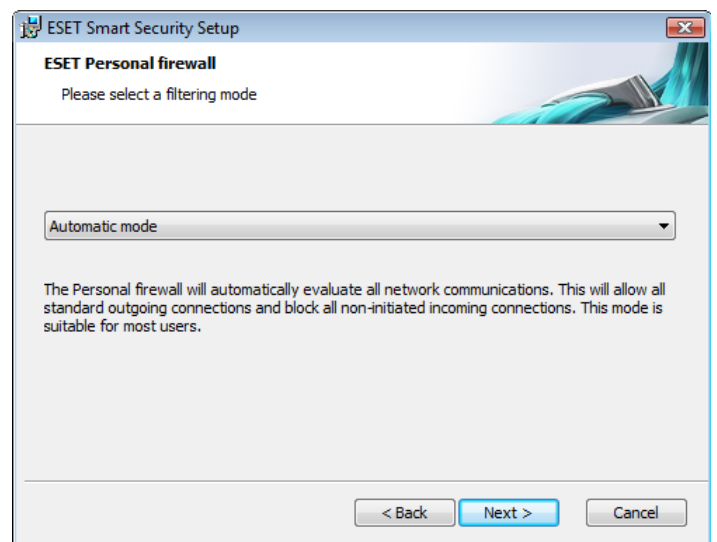 ESET Smart Security Setup
ESET Personal firewall
Please select a filtering mode
Automatic mode
The Personal firewall will automatically evaluate all network communications. This will allow all
standard outgoing connections and block all non-initiated incoming connections. This mode is
suitable for most users.
< Back Next > Cancel